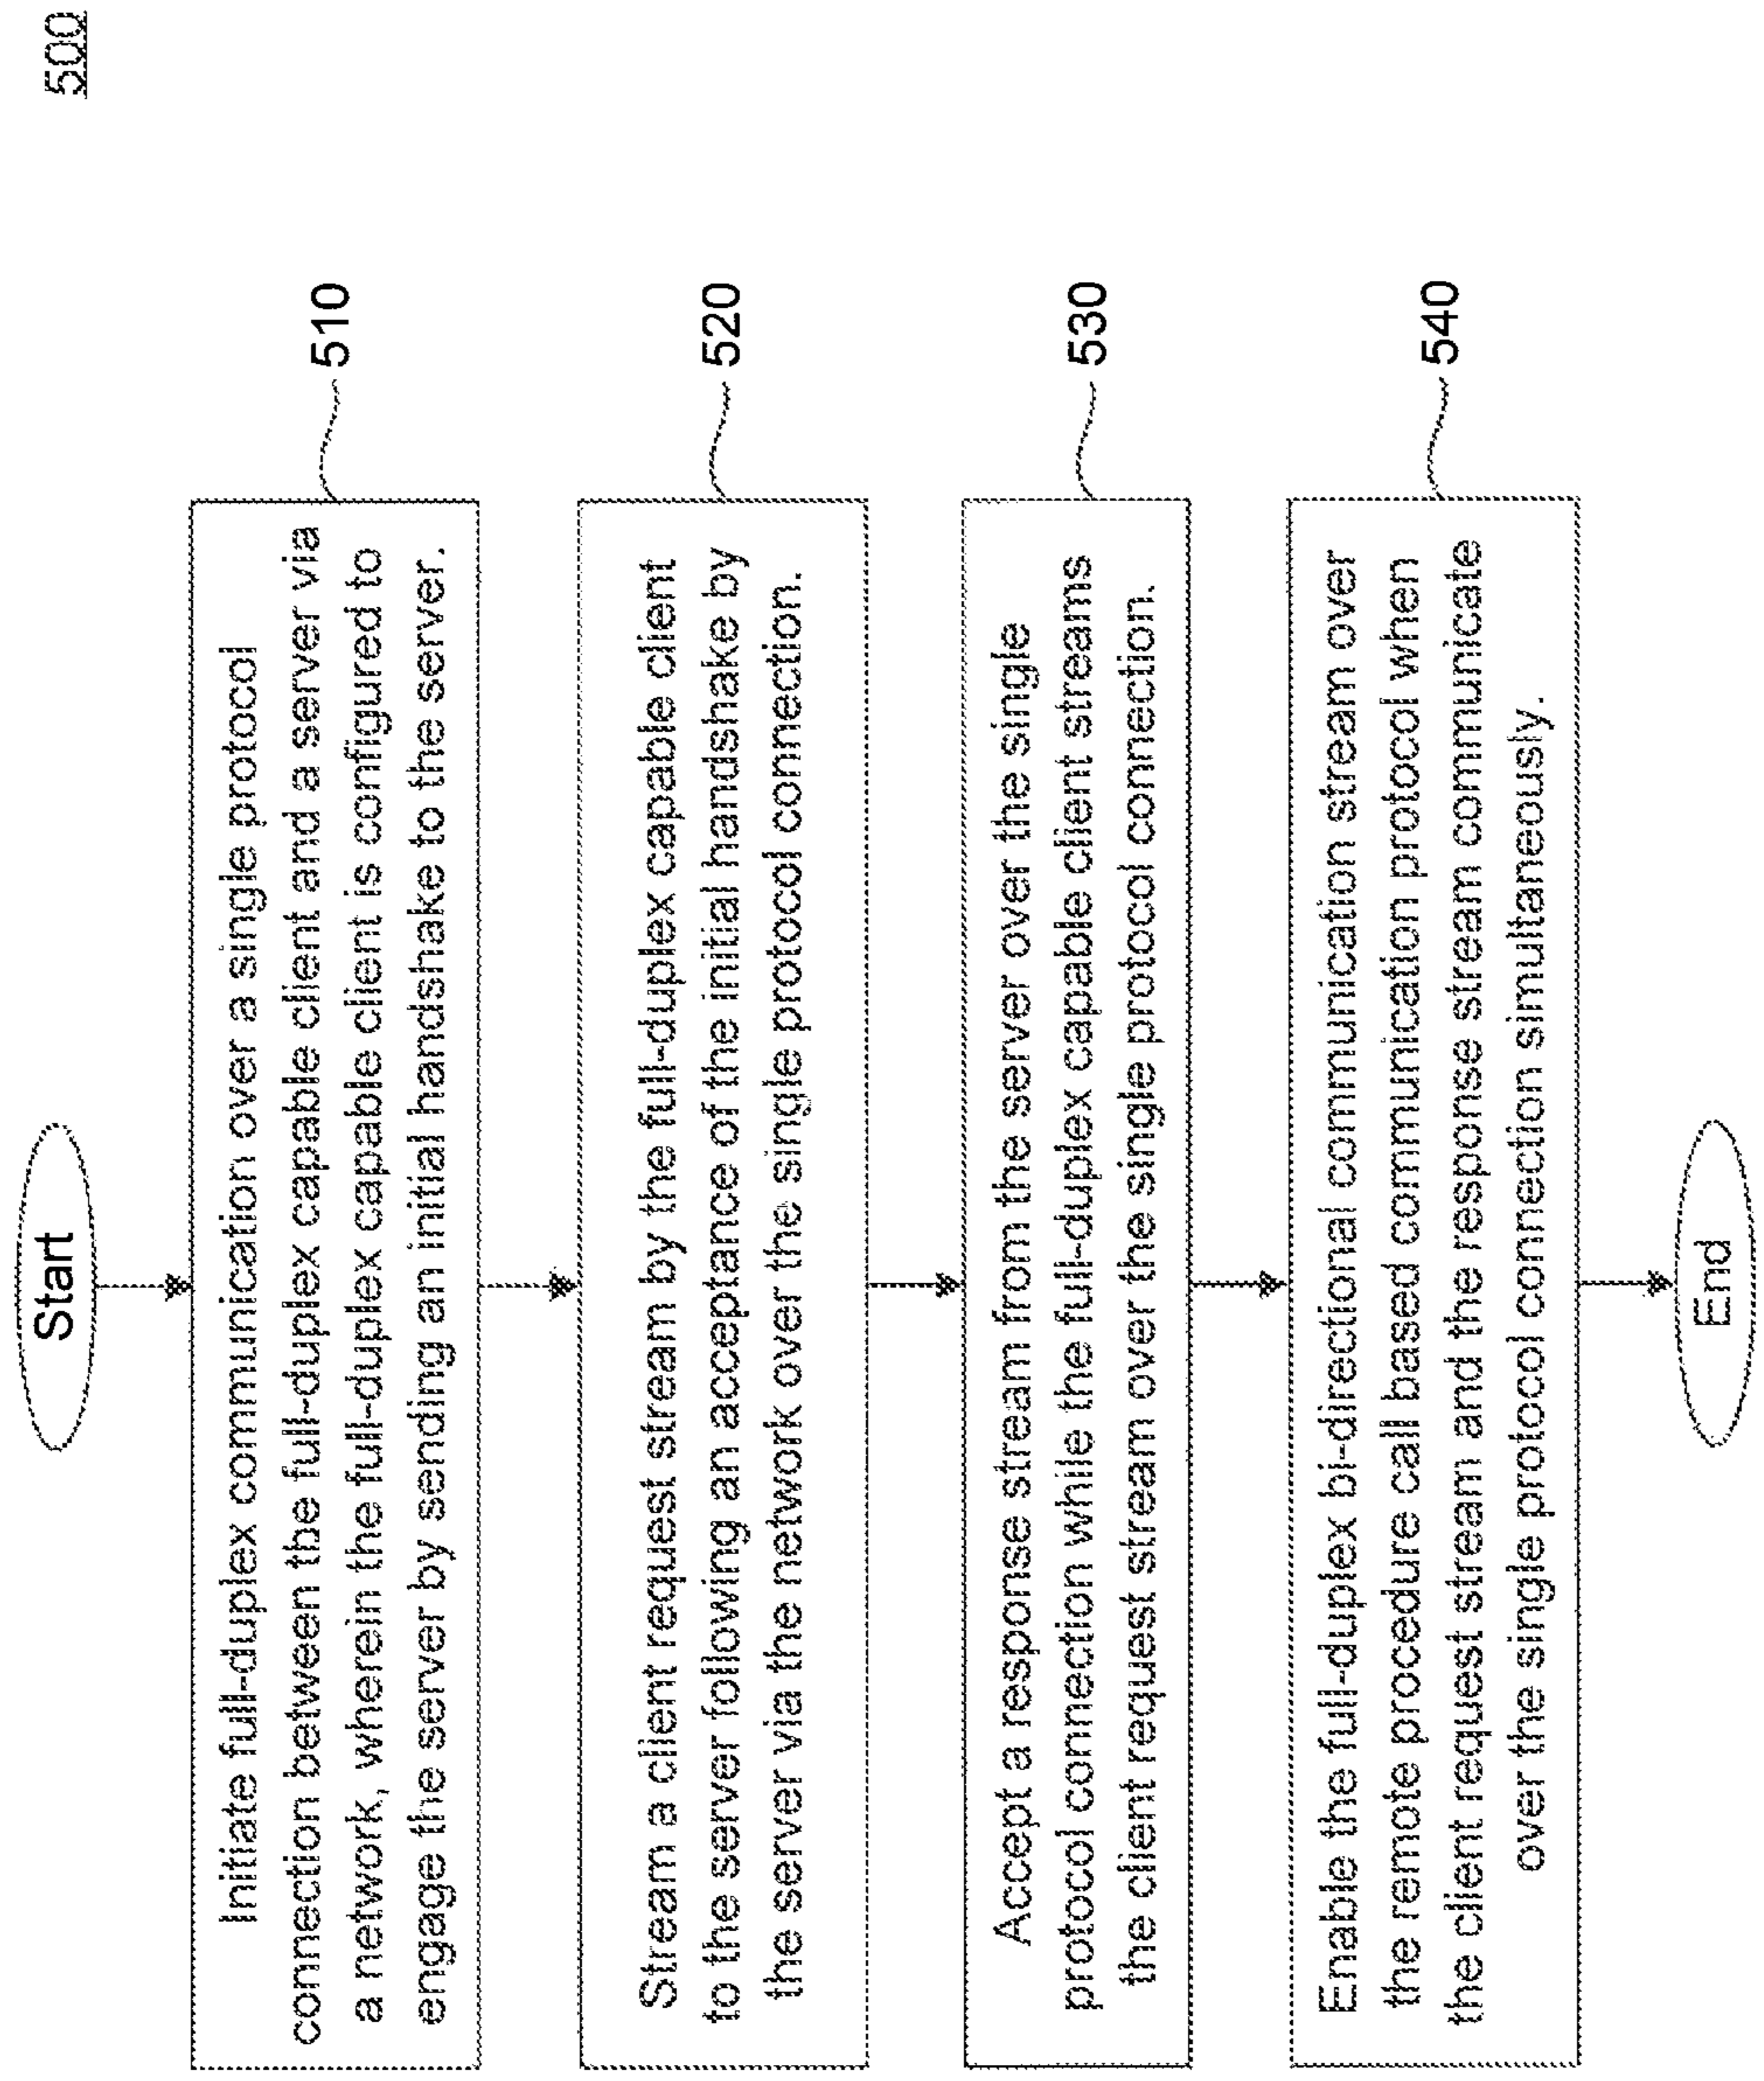 500
Start
Initiate full-duplex communication over a single protocol
connection between the full-duplex capable client and a server via
a network, wherein the full-duplex capable client is configured to
engage the server by sending an initial handshake to the server.
510
Stream a client request stream by the full-duplex capable client
to the server following an acceptance of the initial handshake by
the server via the network over the single protocol connection.
520
Accept a response stream from the server over the single
protocol connection while the full-duplex capable client streams
the client request stream over the single protocol connection.
530
Enable the full-duplex bi-directional communication stream over
the remote procedure call based communication protocol when
the client request stream and the response stream communicate
over the single protocol connection simultaneously.
540
End